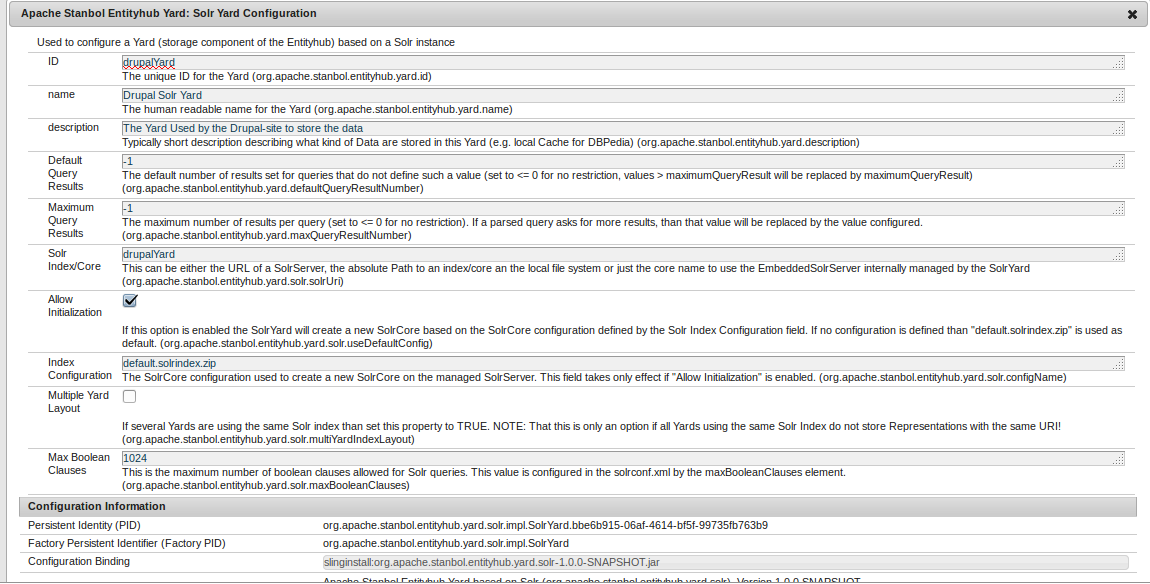 Apache Stanbol Entityhub Yard: Solr Yard Configuration
Used to configure a Yard (storage component of the Entityhub) based on a Solr instance
ID
drupalYard
The unique ID for the Yard (org.apache.stanbol.entityhub.yard.id)
name
Drupal Solr Yard
The human readable name for the Yard (org.apache.stanbol.entityhub.yard.name)
description
The Yard Used by the Drupal-site to store the data
Typically short description describing what kind of Data are stored in this Yard (e.g. local Cache for DBPedia) (org.apache.stanbol.entityhub.yard.description)
Default
Query
Results
-1
The default number of results set for queries that do not define such a value (set to <= 0 for no restriction, values > maximumQueryResult will be replaced by maximumQueryResult)
(org.apache.stanbol.entityhub.yard.defaultQueryResultNumber)
Maximum
Query
Results
-1
The maximum number of results per query (set to <= 0 for no restriction). If a parsed query asks for more results, than that value will be replaced by the value configured.
(org.apache.stanbol.entityhub.yard.maxQueryResultNumber)
Solr
Index/Core
drupalYard
This can be either the URL of a SolrServer, the absolute Path to an index/core an the local file system or just the core name to use the EmbeddedSolrServer internally managed by the SolrYard
(org.apache.stanbol.entityhub.yard.solr.solrUri)
Allow
Initialization
If this option is enabled the SolrYard will create a new SolrCore based on the SolrCore configuration defined by the Solr Index Configuration field. If no configuration is defined than "default.solrindex.zip" is used as
default. (org.apache.stanbol.entityhub.yard.solr.useDefaultConfig)
Index
Configuration
default.solrindex.zip
The SolrCore configuration used to create a new SolrCore on the managed SolrServer. This field takes only effect if "Allow Initialization" is enabled. (org.apache.stanbol.entityhub.yard.solr.configName)
Multiple Yard
Layout
If several Yards are using the same Solr index than set this property to TRUE. NOTE: That this is only an option if all Yards using the same Solr Index do not store Representations with the same URI!
(org.apache.stanbol.entityhub.yard.solr.multiYardIndexLayout)
Max Boolean
Clauses
1024
This is the maximum number of boolean clauses allowed for Solr queries. This value is configured in the solrconf.xml by the maxBooleanClauses element.
(org.apache.stanbol.entityhub.yard.solr.maxBooleanClauses)
Configuration Information
Persistent Identity (PID)
org.apache.stanbol.entityhub.yard.solr.impl.SolrYard.bbe6b915-06af-4614-bf5f-99735fb763b9
Factory Persistent Identifier (Factory PID)
org.apache.stanbol.entityhub.yard.solr.impl.SolrYard
Configuration Binding
slinginstall:org.apache.stanbol.entityhub.yard.solr-1.0.0-SNAPSHOT.jar
Apache Stanbol Entityhub Yard based on Solr (org.apache.stanbol.entityhub.yard.solr), Version 1.0.0.SNAPSHOT